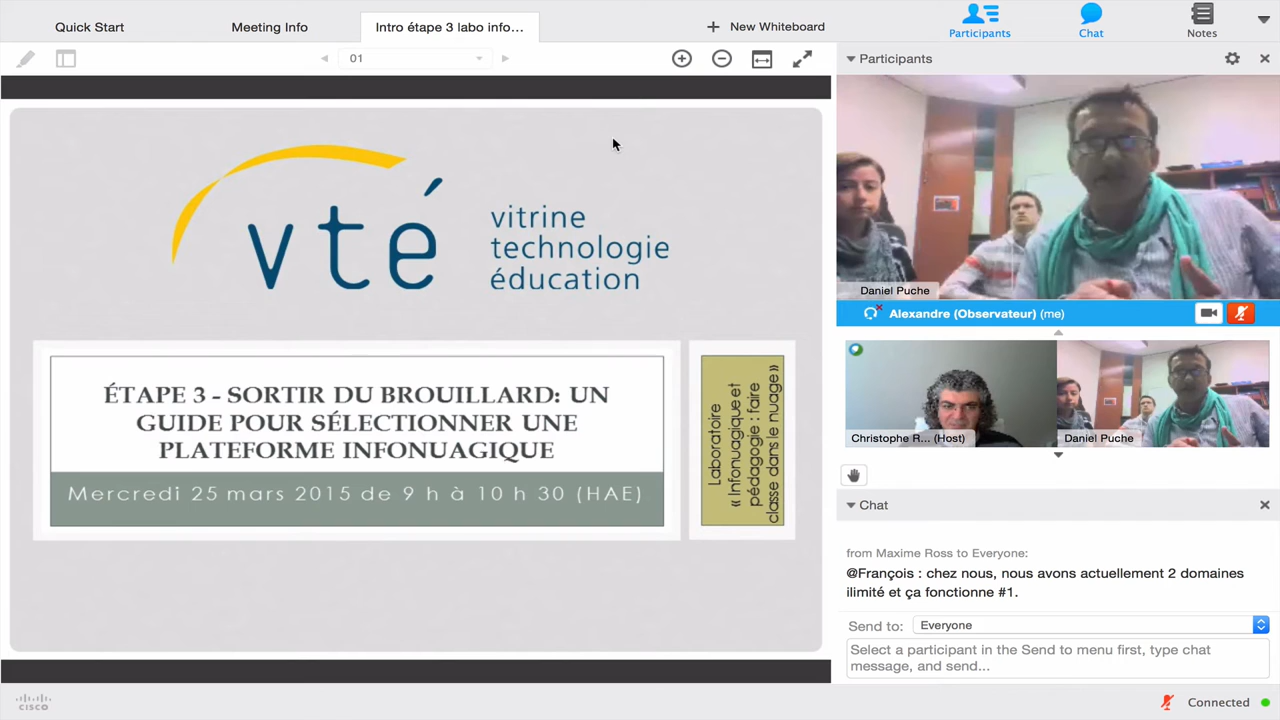 Quick Start
Meeting Info
Intro étape 3 labo info...
New Whiteboard
Participants
Chat
Notes
01
Participants
vté
vitrine
technologie
éducation
ÉTAPE 3 - SORTIR DU BROUILLARD: UN
GUIDE POUR SÉLECTIONNER UNE
PLATEFORME INFONUAGIQUE
Mercredi 25 mars 2015 de 9 h à 10 h 30 (HAE)
Laboratoire
« Infonuagique et
pédagogie : faire
classe dans le nuage»
Daniel Puche
Alexandre (Observateur) (me)
Christophe R... (Host)
Daniel Puche
Chat
from Maxime Ross to Everyone:
@François : chez nous, nous avons actuellement 2 domaines
ilimité et ça fonctionne #1.
Send to:
Everyone
Select a participant in the Send to menu first, type chat
message, and send...
CISCO
Connected